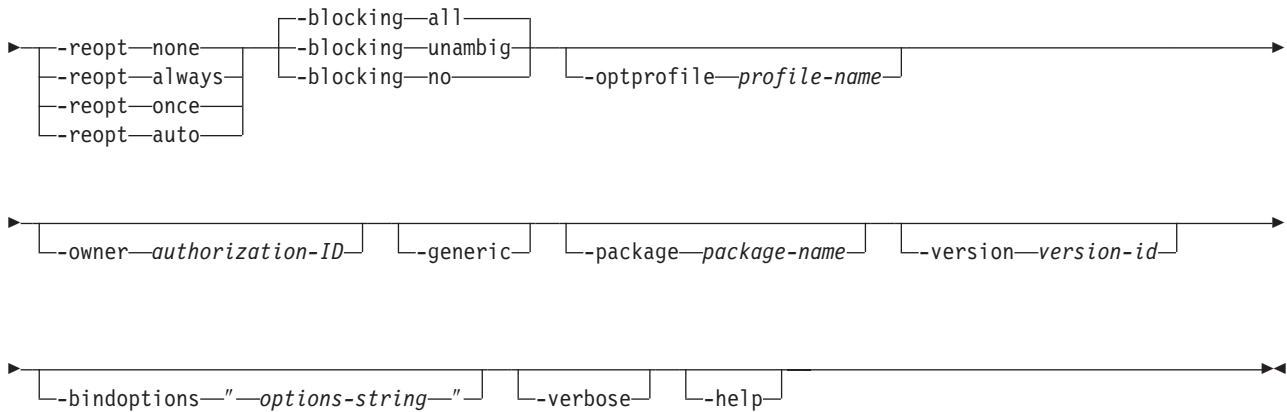 -blocking all
-reopt none -blocking unambig
-reopt always -blocking no -optprofile profile-name
-reopt once
-reopt auto
-owner authorization-ID -generic -package package-name -version version-id
-bindoptions " options-string " -verbose -help